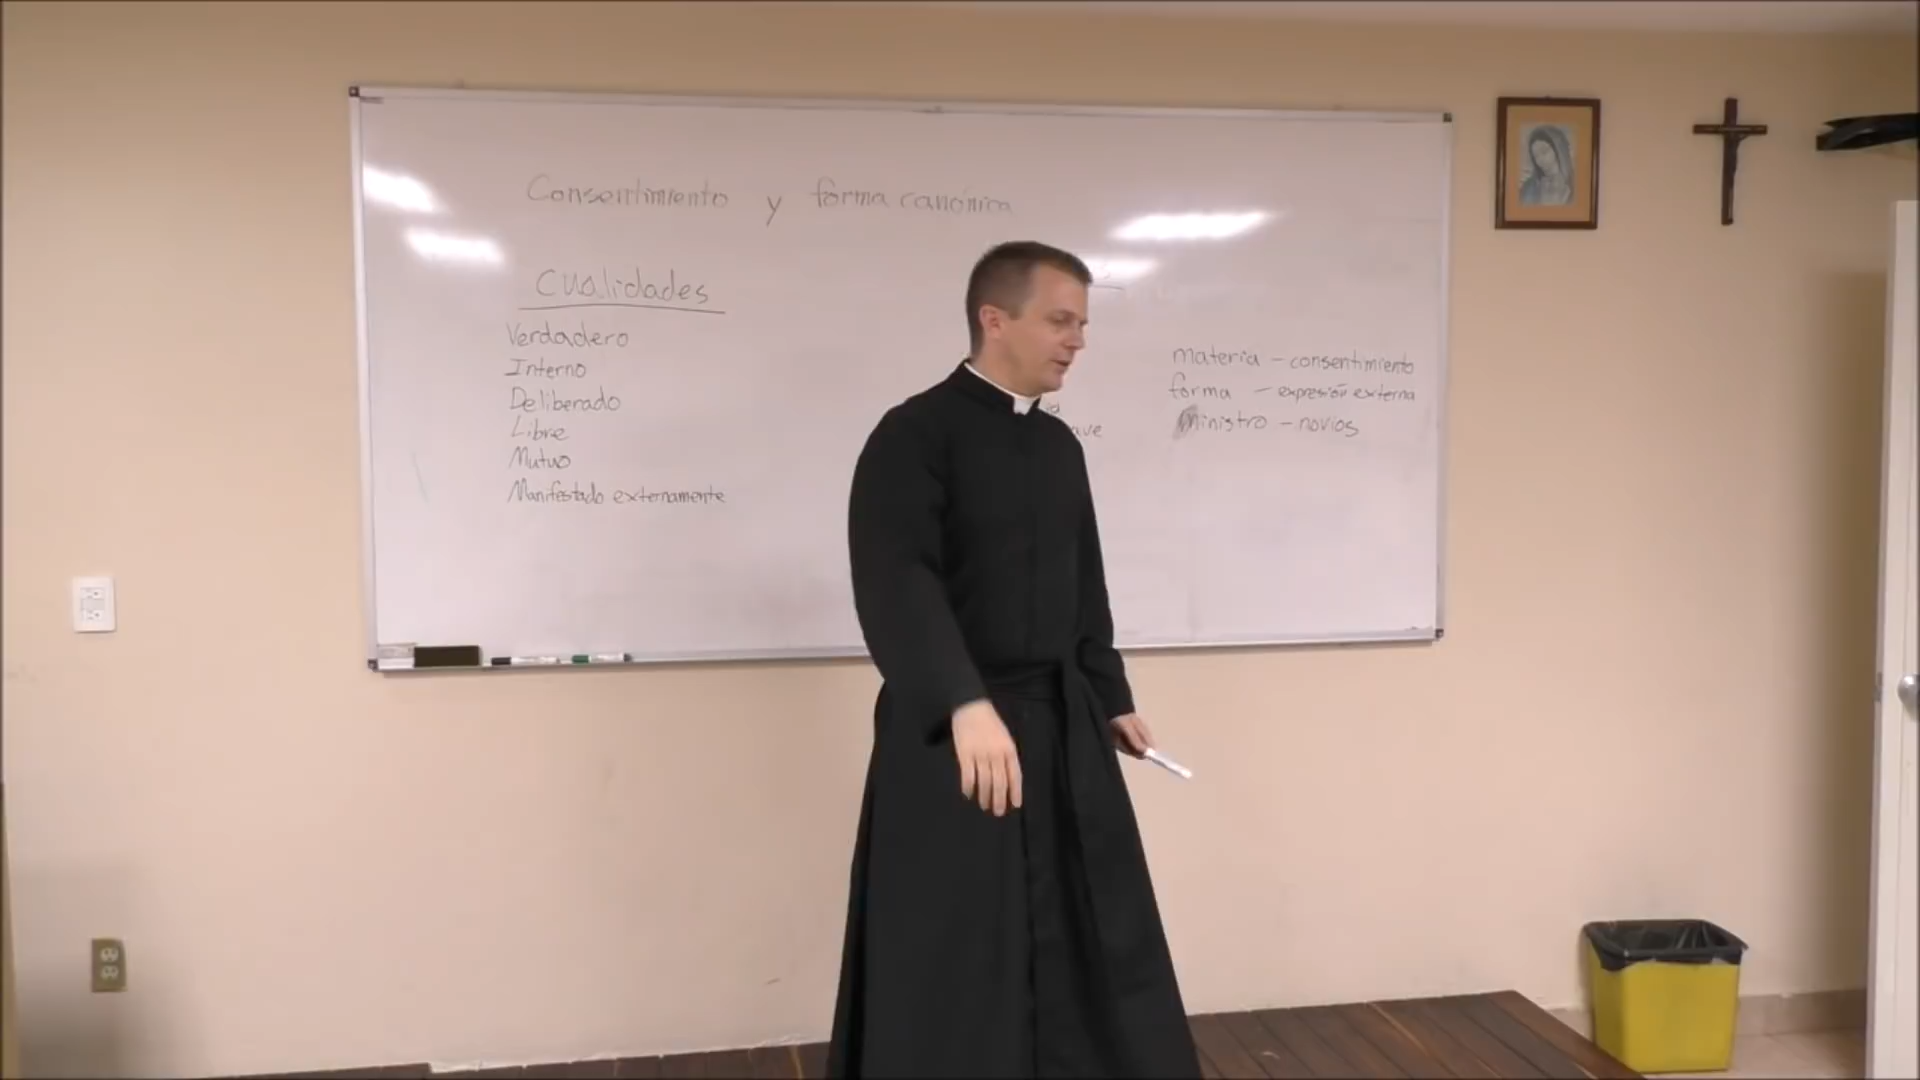 Consentimiento y forma canónica
Cualidades
Verdadero
Interno
Deliberado
Libre
Mutuo
Manifestado externamente
materia - consentimiento
forma - expresión externa
Ministro - novios